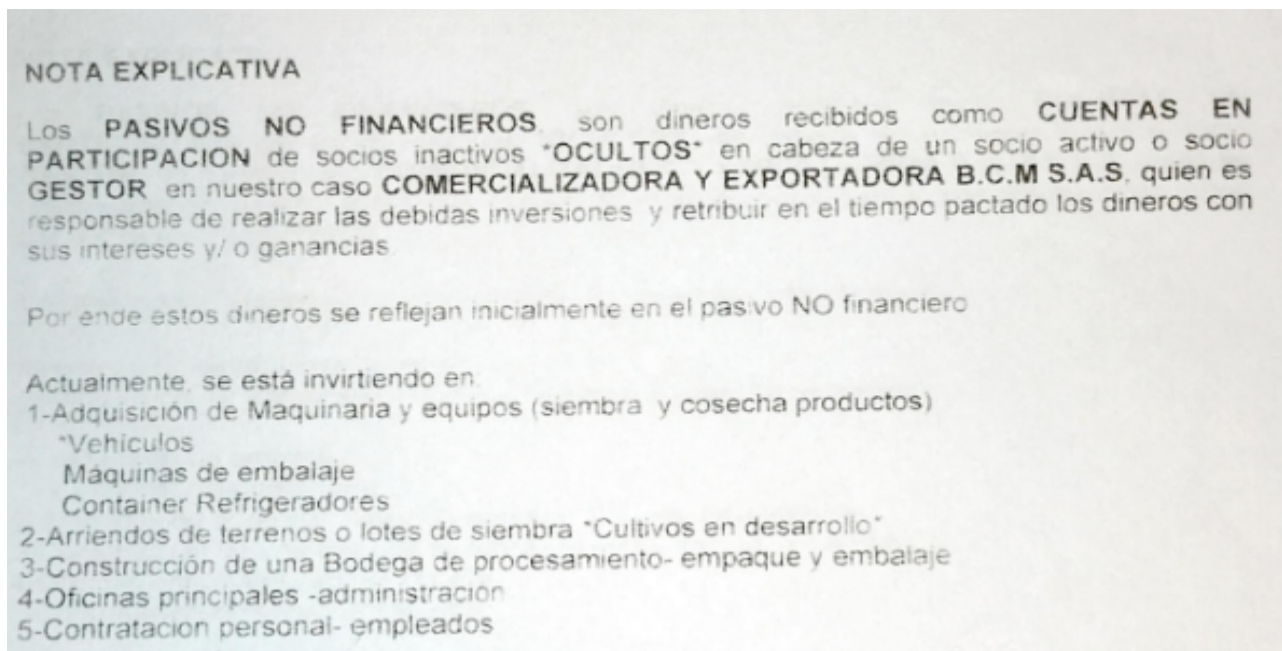 NOTA EXPLICATIVA
Los PASIVOS NO FINANCIEROS, son dineros recibidos como CUENTAS EN
PARTICIPACION de socios inactivos "OCULTOS" en cabeza de un socio activo o socio
GESTOR en nuestro caso COMERCIALIZADORA Y EXPORTADORA B.C.M S.A.S, quien es
responsable de realizar las debidas inversiones y retribuir en el tiempo pactado los dineros con
sus intereses y/ o ganancias.
Por ende estos dineros se reflejan inicialmente en el pasivo NO financiero
Actualmente, se está invirtiendo en:
1-Adquisición de Maquinaria y equipos (siembra y cosecha productos)
*Vehículos
Máquinas de embalaje
Container Refrigeradores
2-Arriendos de terrenos o lotes de siembra "Cultivos en desarrollo"
3-Construcción de una Bodega de procesamiento- empaque y embalaje
4-Oficinas principales -administración
5-Contratacion personal- empleados